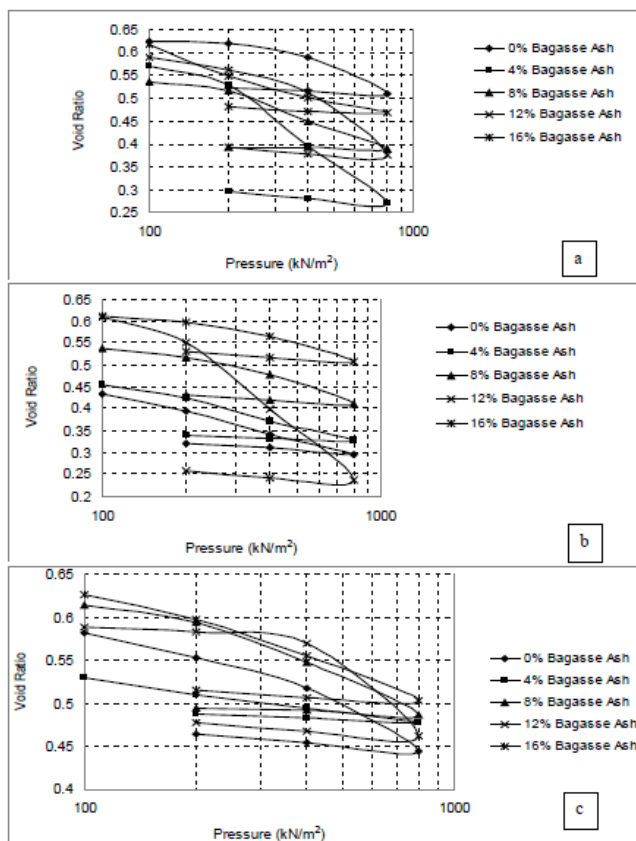 0.65
0.6
0.55
0.5
0.45
0.4
0.35
0.3
0.25
Void Ratio
100
1000
Pressure (kN/m²)
0% Bagasse Ash
4% Bagasse Ash
8% Bagasse Ash
12% Bagasse Ash
16% Bagasse Ash
a
0.65
0.6
0.55
0.5
0.45
0.4
0.35
0.3
0.25
0.2
Void Ratio
100
1000
Pressure (kN/m²)
0% Bagasse Ash
4% Bagasse Ash
8% Bagasse Ash
12% Bagasse Ash
16% Bagasse Ash
b
0.65
0.6
0.55
0.5
0.45
0.4
Void Ratio
100
1000
Pressure (kN/m²)
0% Bagasse Ash
4% Bagasse Ash
8% Bagasse Ash
12% Bagasse Ash
16% Bagasse Ash
c